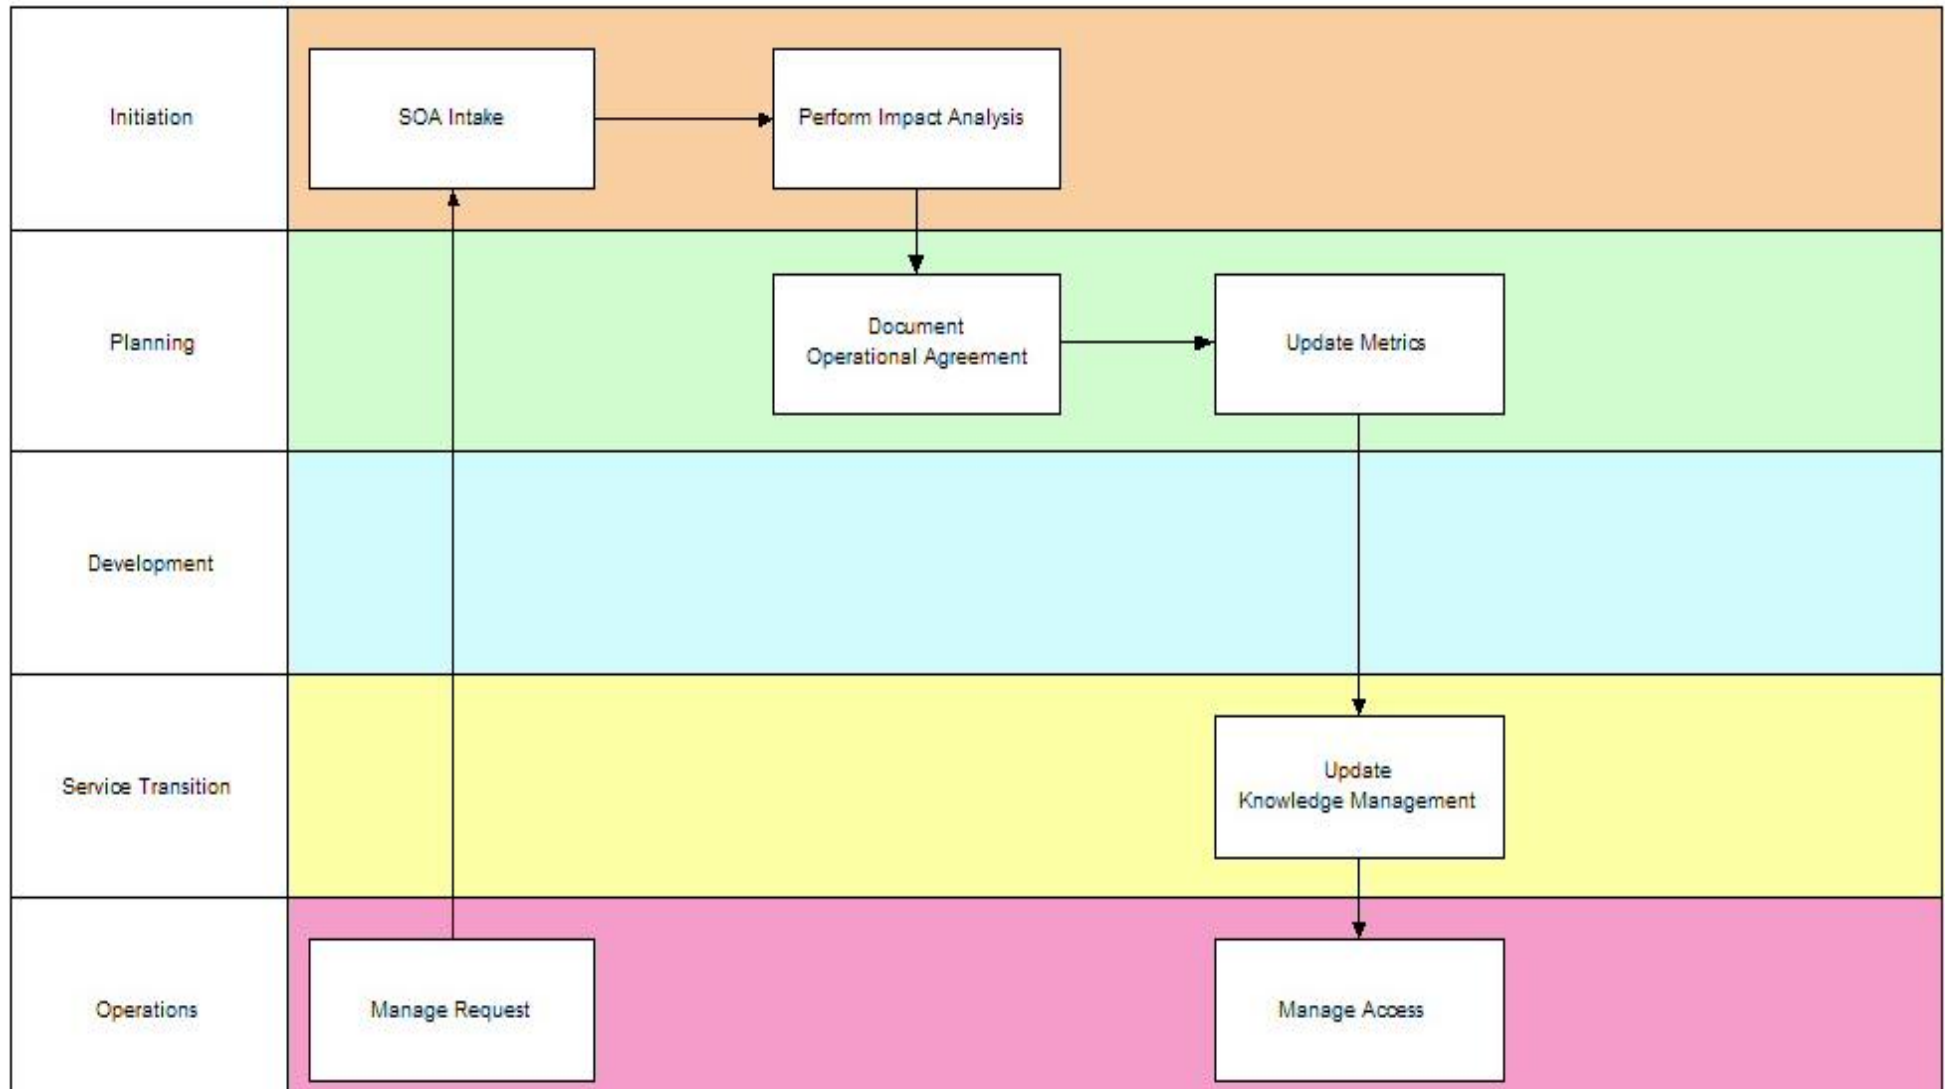 Initiation
SOA Intake
Perform Impact Analysis
Planning
Document
Operational Agreement
Update Metrics
Development
Service Transition
Update
Knowledge Management
Operations
Manage Request
Manage Access